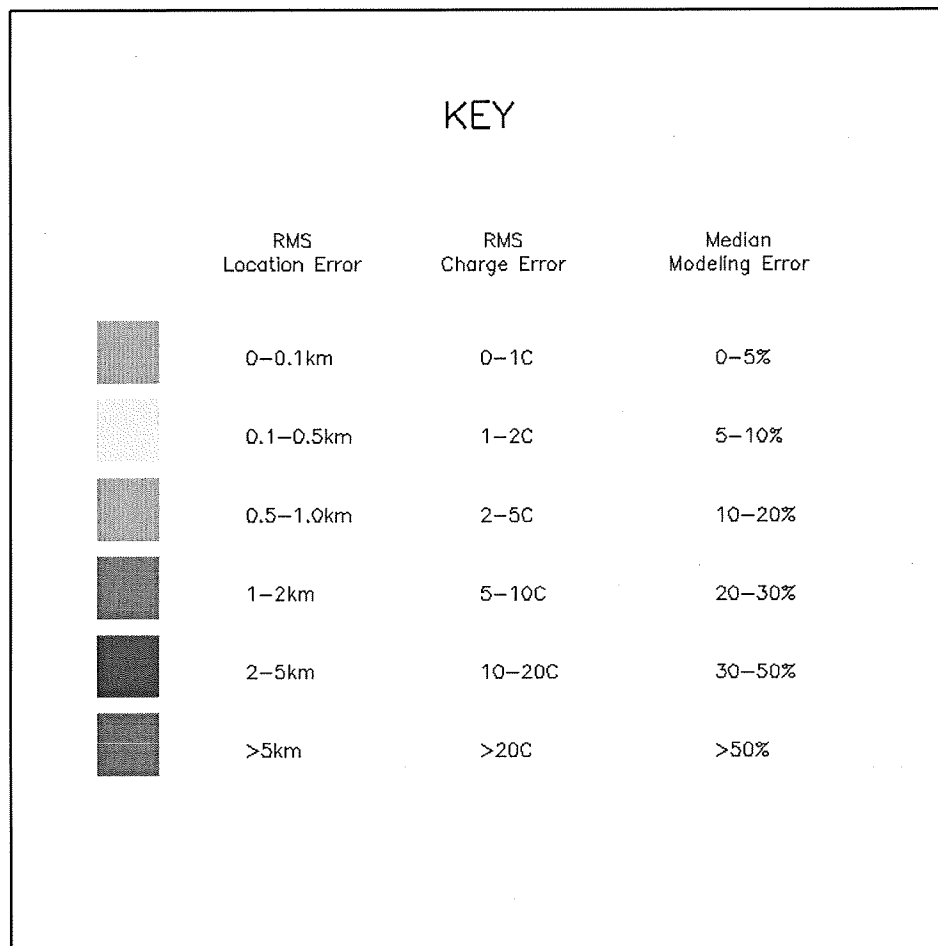 KEY
RMS RMS Median
Location Error Charge Error Modeling Error
0-0.1km 0-1C 0-5%
0.1-0.5km 1-2C 5-10%
0.5-1.0km 2-5C 10-20%
1-2km 5-10C 20-30%
2-5km 10-20C 30-50%
>5km >20C >50%